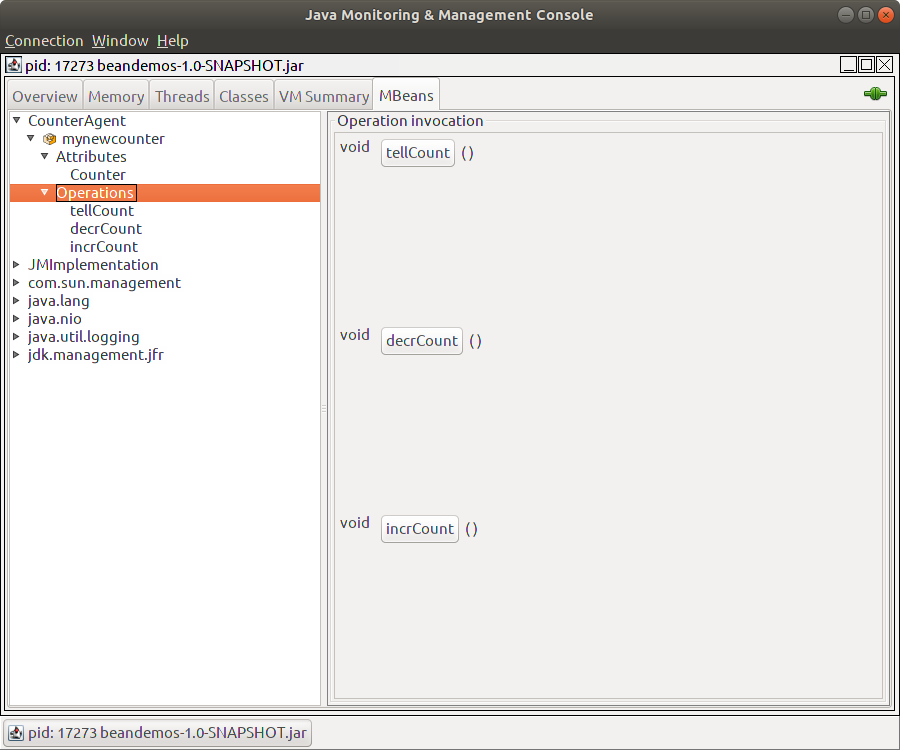 Java Monitoring & Management Console
Connection Window Help
pid: 17273 beandemos-1.0-SNAPSHOT.jar
Overview Memory Threads Classes VM Summary MBeans
CounterAgent
mynewcounter
Attributes
Counter
Operations
tellCount
decrCount
incrCount
JMImplementation
com.sun.management
java.lang
java.nio
java.util.logging
jdk.management.jfr
Operation invocation
void tellCount ()
void decrCount ()
void incrCount ()
pid: 17273 beandemos-1.0-SNAPSHOT.jar